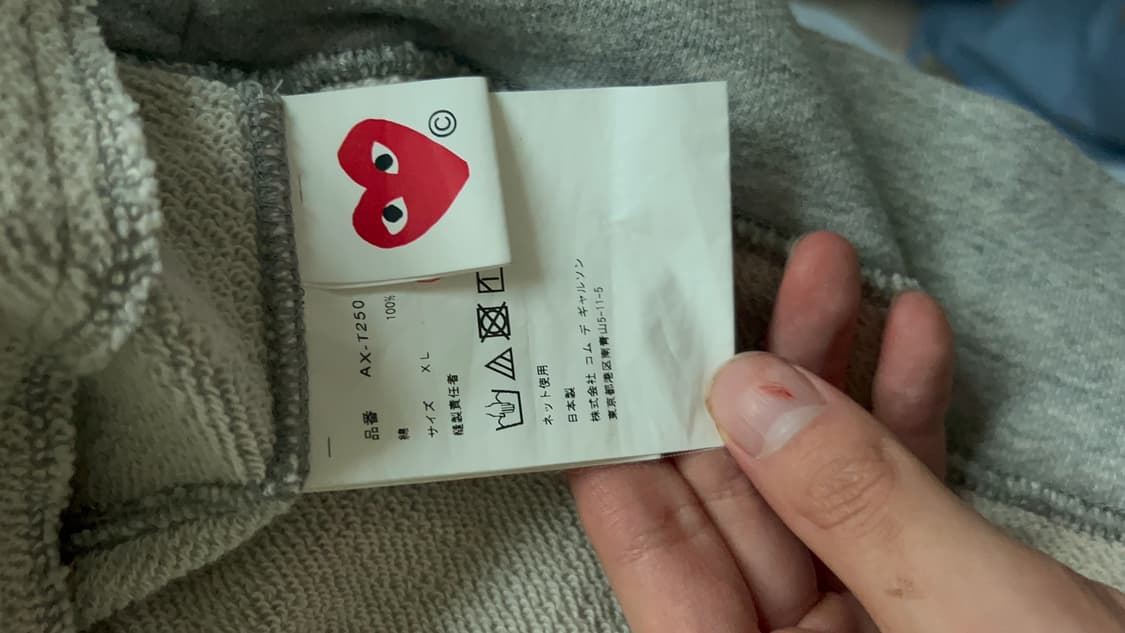 ©
品番 AX-T250
綿 100%
サイズ XL
縫製責任者
ネット使用
日本製
株式会社 コム デ ギャルソン
東京都港区南青山5-11-5